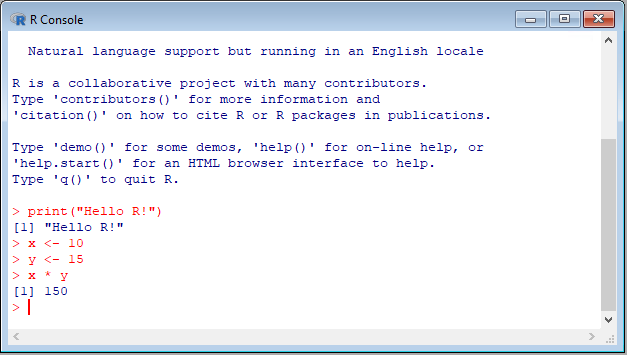 R Console
Natural language support but running in an English locale
R is a collaborative project with many contributors.
Type 'contributors()' for more information and
'citation()' on how to cite R or R packages in publications.
Type 'demo()' for some demos, 'help()' for on-line help, or
'help.start()' for an HTML browser interface to help.
Type 'q()' to quit R.
> print("Hello R!")
[1] "Hello R!"
> x <- 10
> y <- 15
> x * y
[1] 150
>